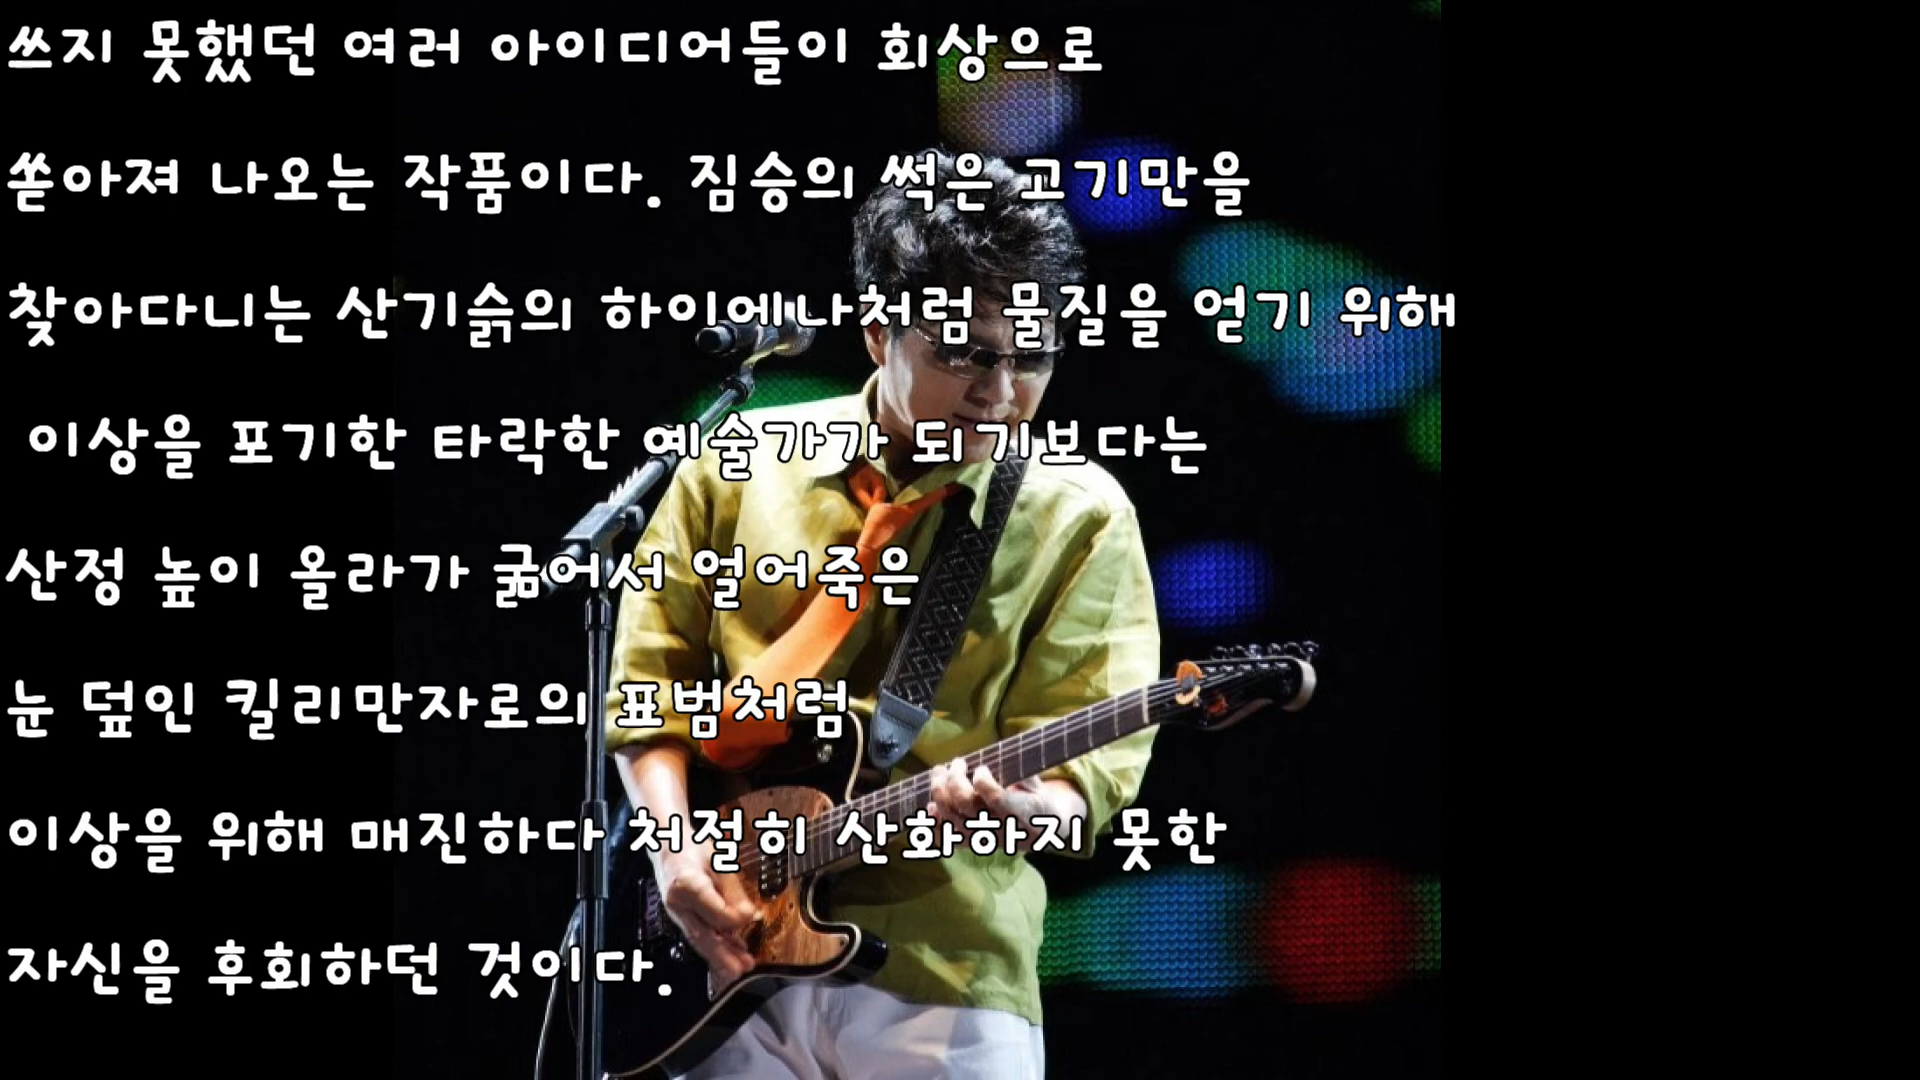 쓰지 못했던 여러 아이디어들이 회상으로
쏟아져 나오는 작품이다. 짐승의 썩은 고기만을
찾아다니는 산기슭의 하이에나처럼 물질을 얻기 위해
이상을 포기한 타락한 예술가가 되기보다는
산정 높이 올라가 굶어서 얼어죽은
눈 덮인 킬리만자로의 표범처럼
이상을 위해 매진하다 처절히 산화하지 못한
자신을 후회하던 것이다.